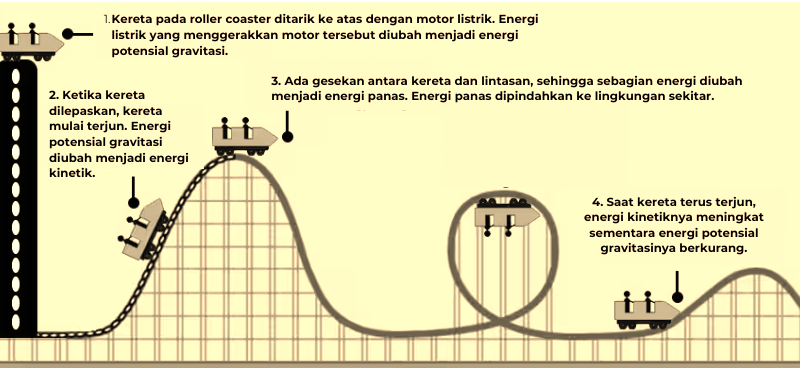 1.Kereta pada roller coaster ditarik ke atas dengan motor listrik. Energi
listrik yang menggerakkan motor tersebut diubah menjadi energi
potensial gravitasi.
2. Ketika kereta
dilepaskan, kereta
mulai terjun. Energi
potensial gravitasi
diubah menjadi energi
kinetik.
3. Ada gesekan antara kereta dan lintasan, sehingga sebagian energi diubah
menjadi energi panas. Energi panas dipindahkan ke lingkungan sekitar.
4. Saat kereta terus terjun,
energi kinetiknya meningkat
sementara energi potensial
gravitasinya berkurang.